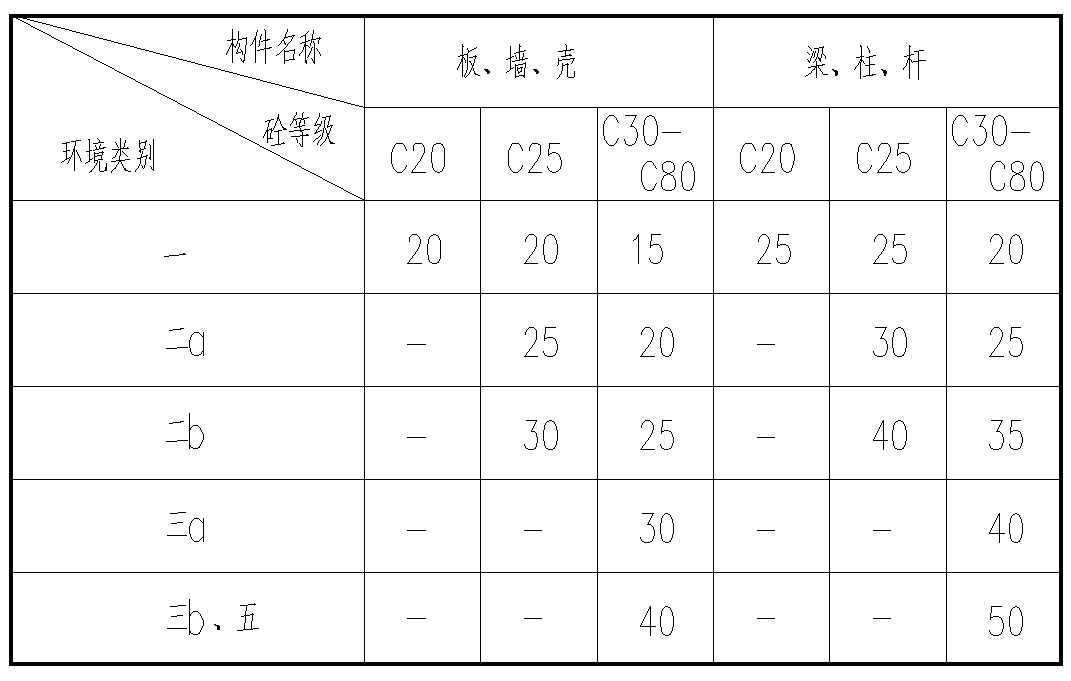 构件名称 板、墙、壳 梁、柱、杆
砼等级
环境类别 C20 C25 C30- C20 C25 C30-
C80 C80
一 20 20 15 25 25 20
二a - 25 20 - 30 25
二b - 30 25 - 40 35
三a - - 30 - - 40
三b、五 - - 40 - - 50